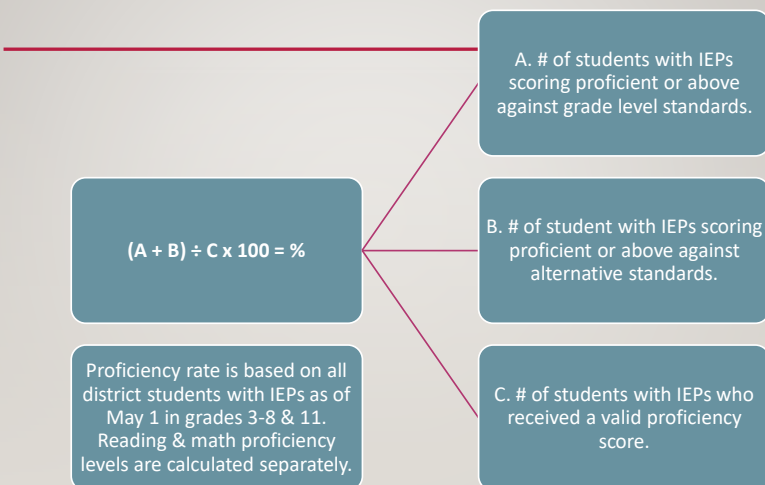 A. # of students with IEPs
scoring proficient or above
against grade level standards.
(A + B) ÷ C x 100 = %
B. # of student with IEPs scoring
proficient or above against
alternative standards.
Proficiency rate is based on all
district students with IEPs as of
May 1 in grades 3-8 & 11.
Reading & math proficiency
levels are calculated separately.
C. # of students with IEPs who
received a valid proficiency
score.